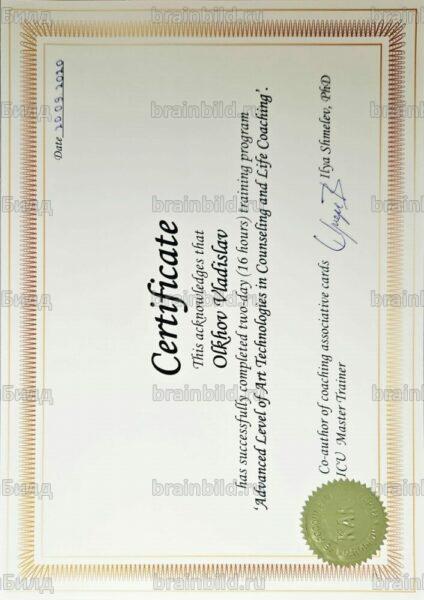 Date 20.09.2020
Certificate
This acknowledges that
Olkhov Vladislav
has successfully completed two-day (16 hours) training program
'Advanced Level of Art Technologies in Counseling and Life Coaching'.
Co-author of coaching associative cards
ICU Master Trainer
Ilya Shmelev, PhD
brainbild.ru
Билд